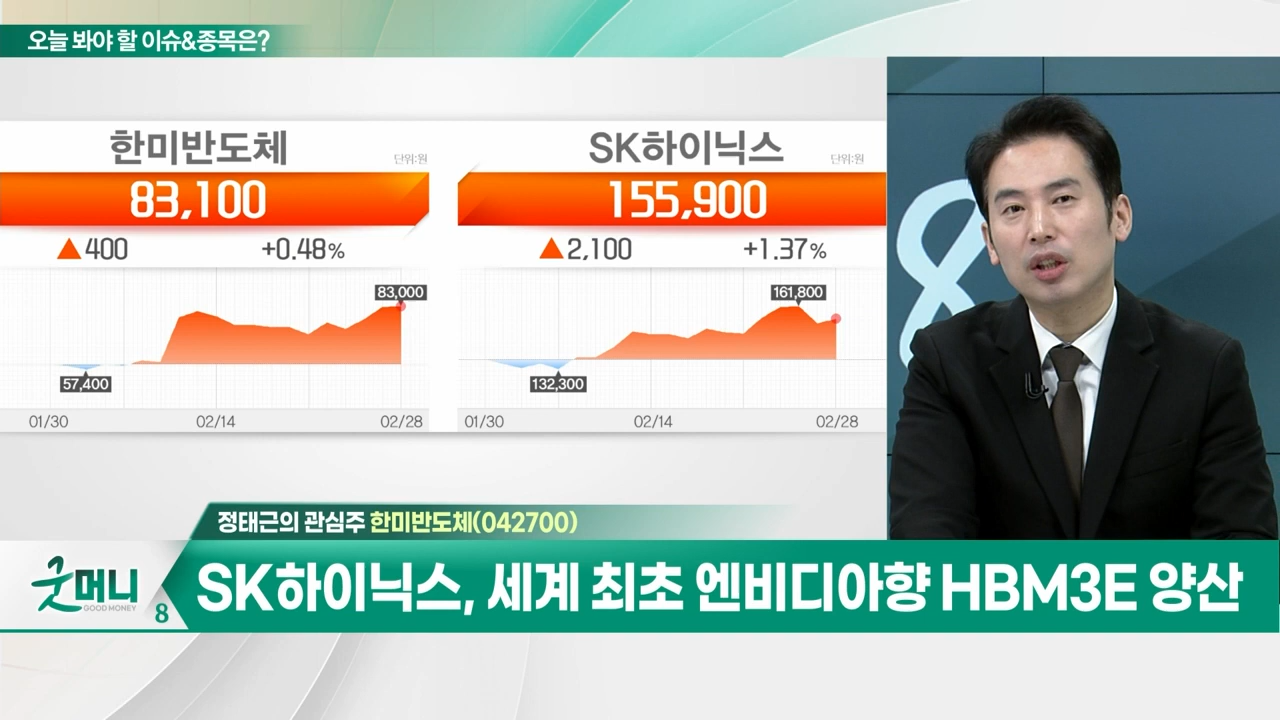 오늘 봐야 할 이슈&종목은?
한미반도체
단위:원
83,100
▲400 +0.48%
83,000
57,400
01/30 02/14 02/28
SK하이닉스
단위:원
155,900
▲2,100 +1.37%
161,800
132,300
01/30 02/14 02/28
8
정태근의 관심주 한미반도체(042700)
굿머니
GOOD MONEY
8
SK하이닉스, 세계 최초 엔비디아향 HBM3E 양산